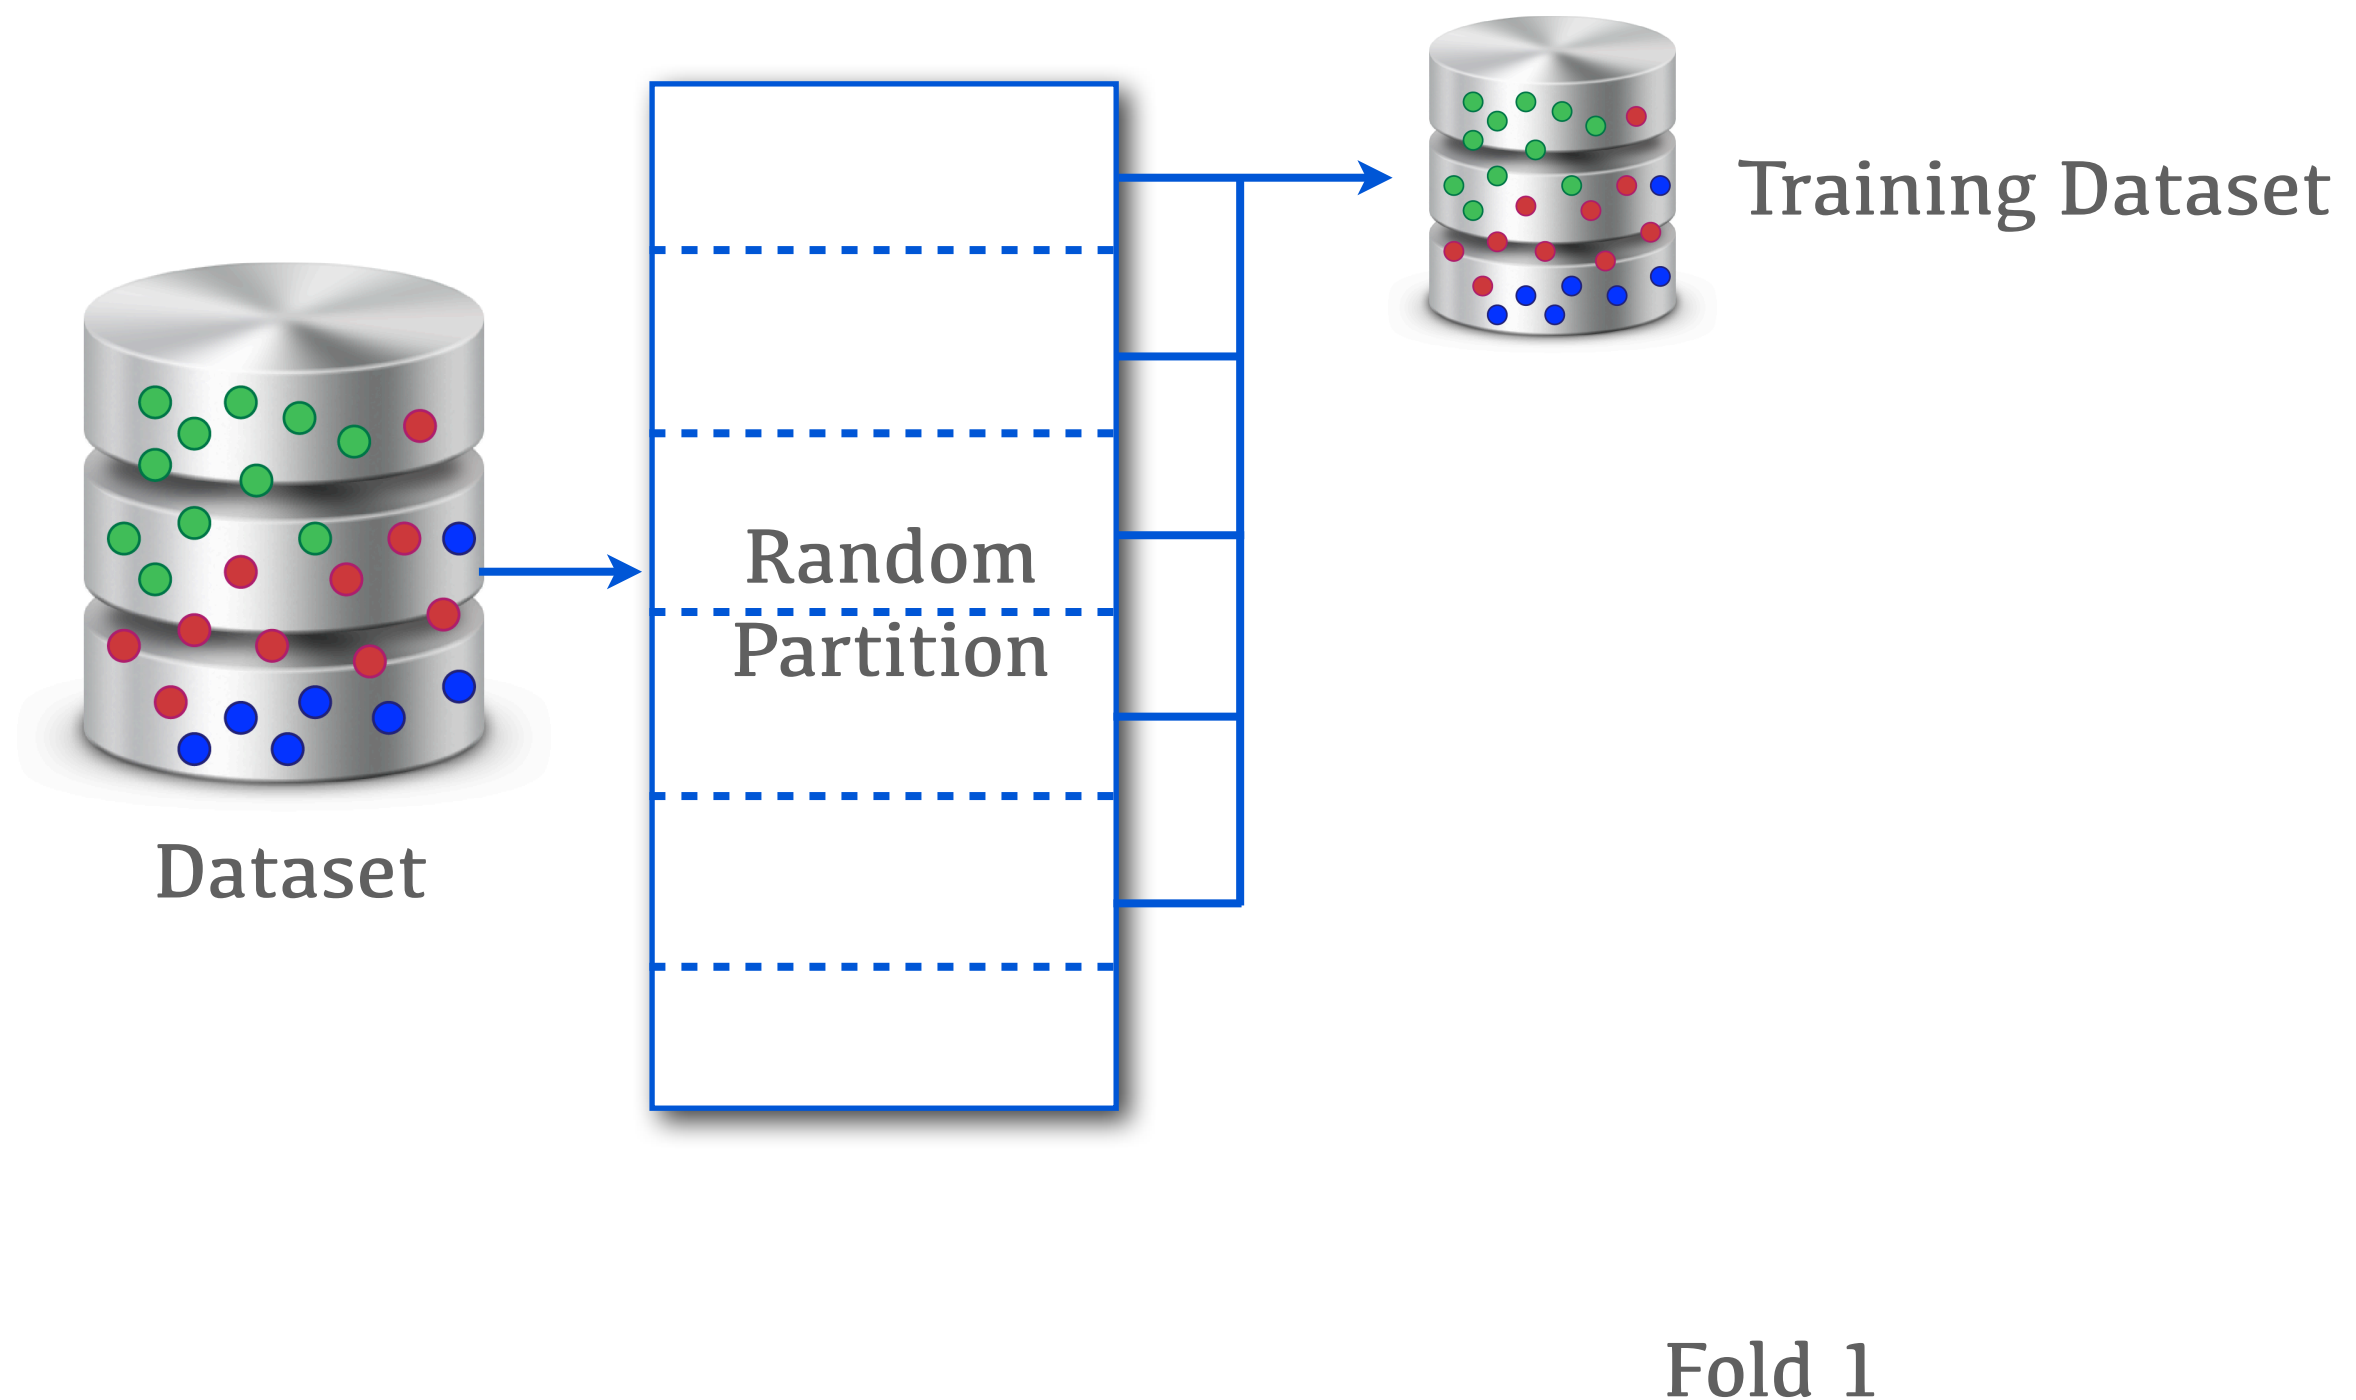 Training Dataset
Random
Partition
Dataset
Fold 1